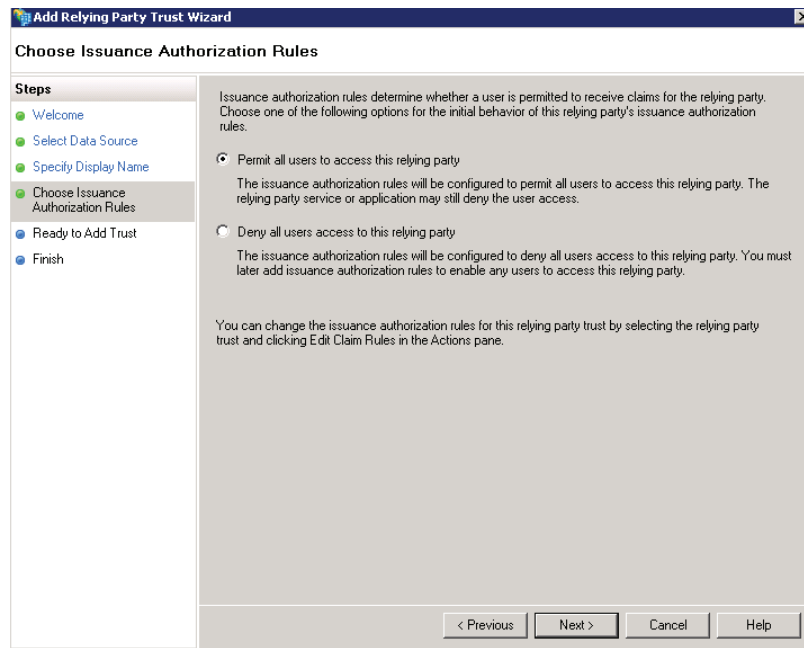 Add Relying Party Trust Wizard
Choose Issuance Authorization Rules
Steps
Welcome
Select Data Source
Specify Display Name
Choose Issuance
Authorization Rules
Ready to Add Trust
Finish
Issuance authorization rules determine whether a user is permitted to receive claims for the relying party.
Choose one of the following options for the initial behavior of this relying party's issuance authorization
rules.
Permit all users to access this relying party
The issuance authorization rules will be configured to permit all users to access this relying party. The
relying party service or application may still deny the user access.
Deny all users access to this relying party
The issuance authorization rules will be configured to deny all users access to this relying party. You must
later add issuance authorization rules to enable any users to access this relying party.
You can change the issuance authorization rules for this relying party trust by selecting the relying party
trust and clicking Edit Claim Rules in the Actions pane.
< Previous
Next >
Cancel
Help